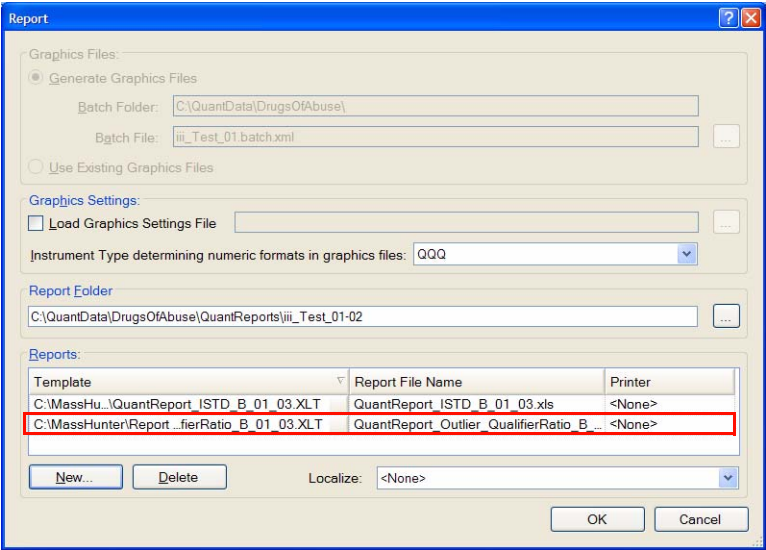 Report
Graphics Files:
Generate Graphics Files
Batch Folder: C:\QuantData\DrugsOfAbuse\
Batch File: iii_Test_01.batch.xml ...
Use Existing Graphics Files
Graphics Settings:
Load Graphics Settings File ...
Instrument Type determining numeric formats in graphics files: QQQ
Report Folder
C:\QuantData\DrugsOfAbuse\QuantReports\iii_Test_01-02 ...
Reports:
Template Report File Name Printer
C:\MassHu...\QuantReport_ISTD_B_01_03.XLT QuantReport_ISTD_B_01_03.xls <None>
C:\MassHunter\Report ...fierRatio_B_01_03.XLT QuantReport_Outlier_QualifierRatio_B_... <None>
New... Delete Localize: <None>
OK Cancel